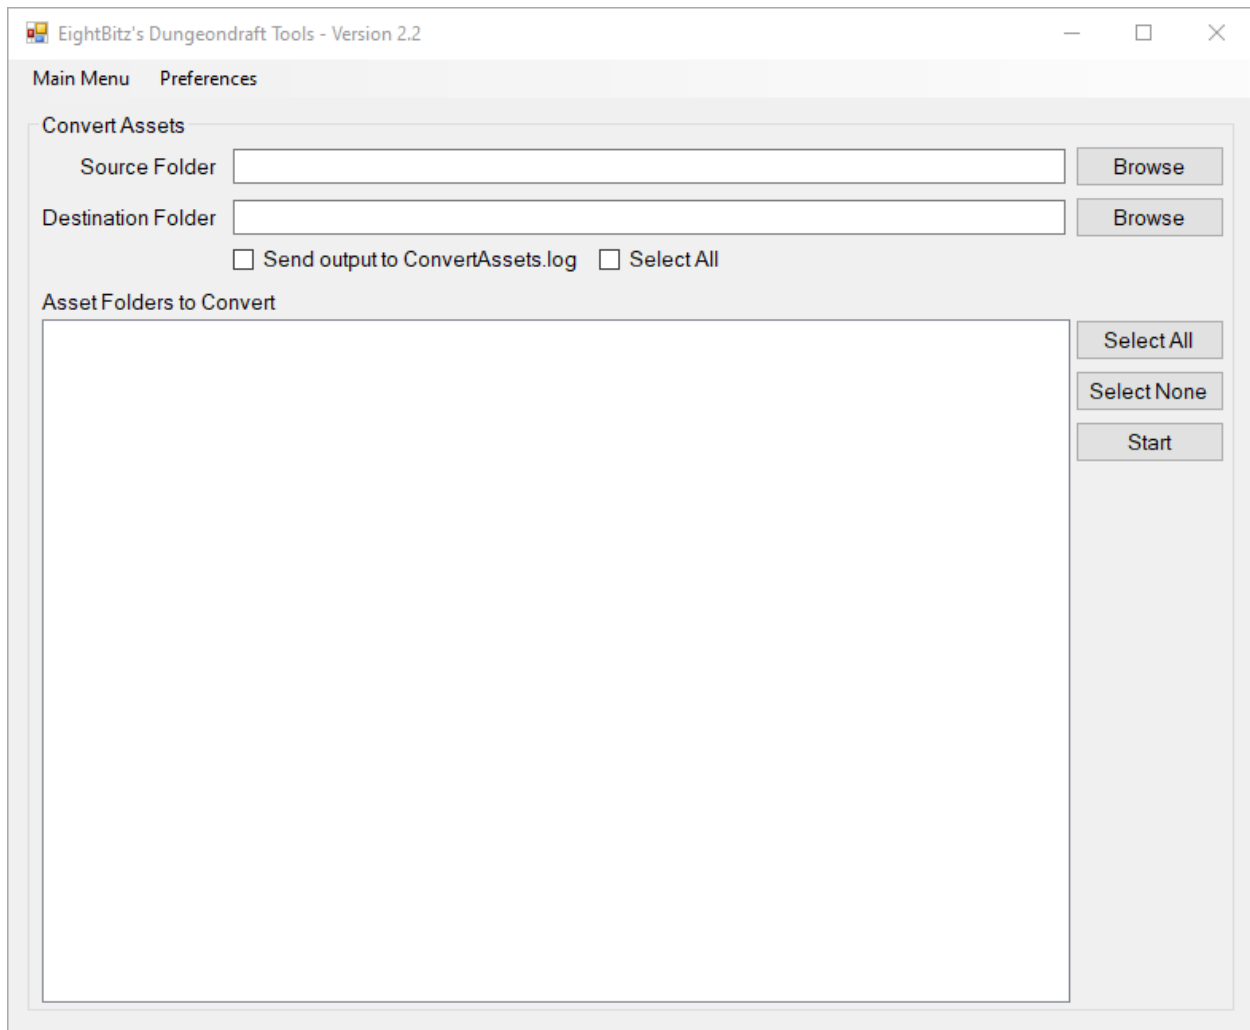 EightBitz's Dungeondraft Tools - Version 2.2
Main Menu Preferences
Convert Assets
Source Folder Browse
Destination Folder Browse
Send output to ConvertAssets.log Select All
Asset Folders to Convert
Select All
Select None
Start